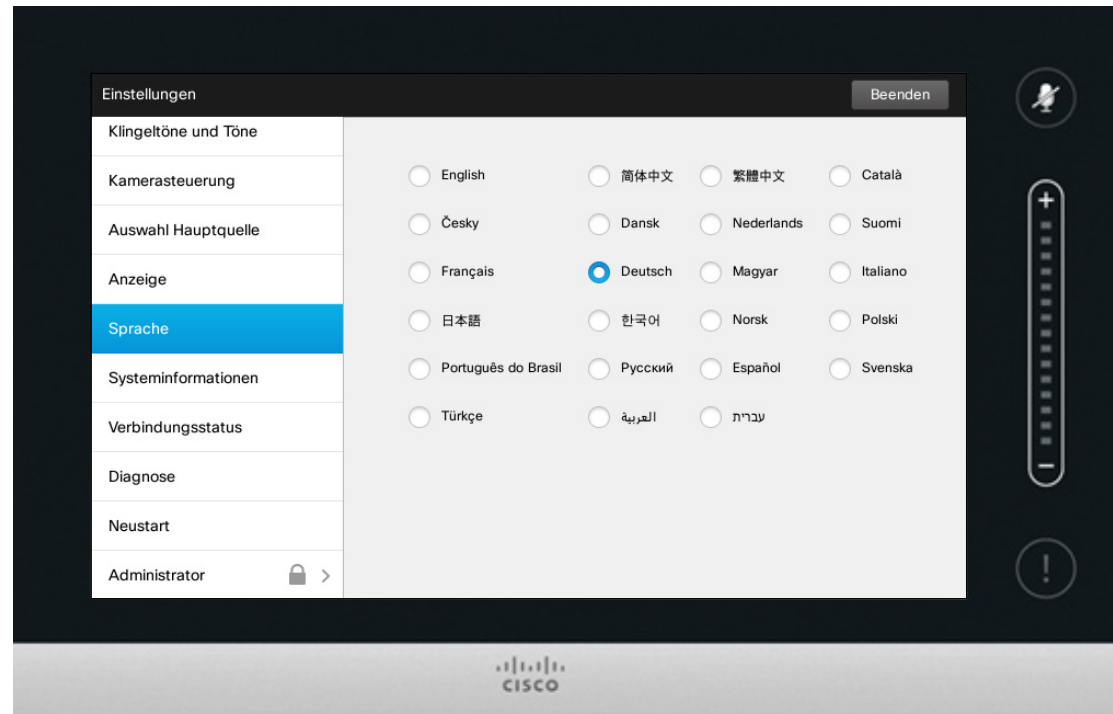 Einstellungen
Beenden
Klingeltöne und Töne
Kamerasteuerung
Auswahl Hauptquelle
Anzeige
Sprache
Systeminformationen
Verbindungsstatus
Diagnose
Neustart
Administrator
English 简体中文 繁體中文 Català
Česky Dansk Nederlands Suomi
Français Deutsch Magyar Italiano
日本語 한국어 Norsk Polski
Português do Brasil Русский Español Svenska
Türkçe العربية עברית
CISCO